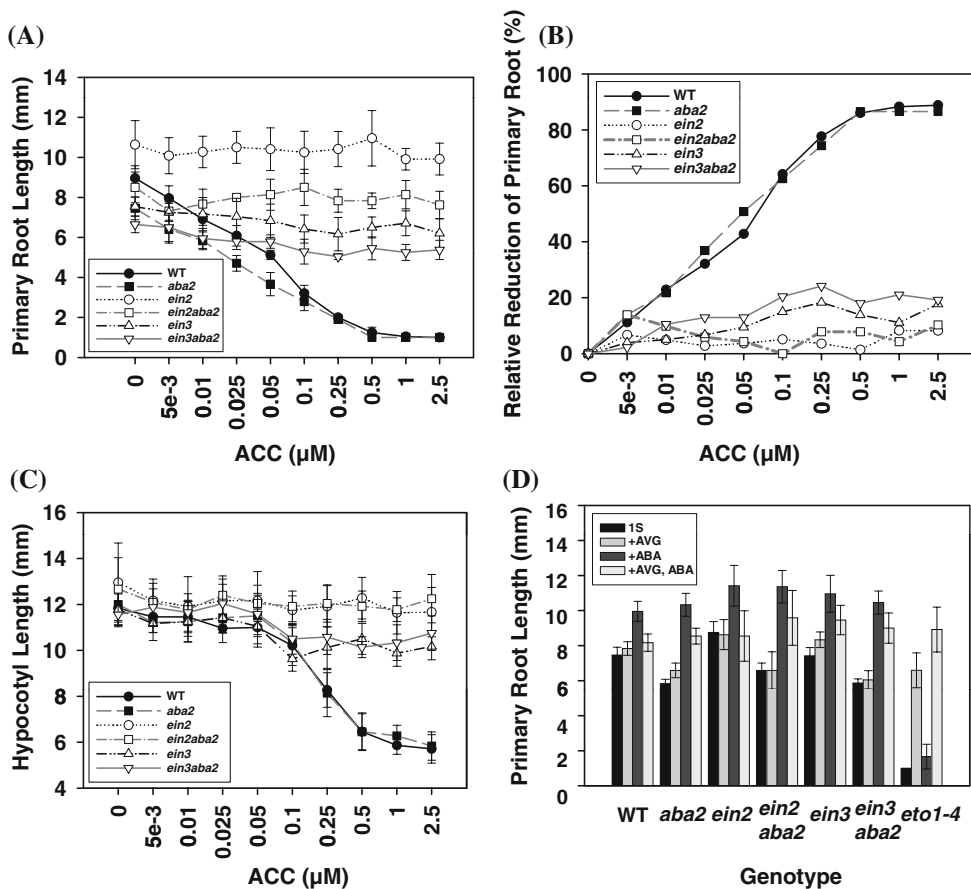 (A)
Primary Root Length (mm)
14
12
10
8
6
4
2
0
WT
aba2
ein2
ein2aba2
ein3
ein3aba2
0
5e-3
0.01
0.025
0.05
0.1
0.25
0.5
1
2.5
ACC (µM)
(B)
Relative Reduction of Primary Root (%)
100
80
60
40
20
0
WT
aba2
ein2
ein2aba2
ein3
ein3aba2
0
5e-3
0.01
0.025
0.05
0.1
0.25
0.5
1
2.5
ACC (µM)
(C)
Hypocotyl Length (mm)
16
14
12
10
8
6
4
WT
aba2
ein2
ein2aba2
ein3
ein3aba2
0
5e-3
0.01
0.025
0.05
0.1
0.25
0.5
1
2.5
ACC (µM)
(D)
Primary Root Length (mm)
16
14
12
10
8
6
4
2
0
1S
+AVG
+ABA
+AVG, ABA
WT
aba2
ein2
ein2
aba2
ein3
ein3
aba2
eto1-4
Genotype